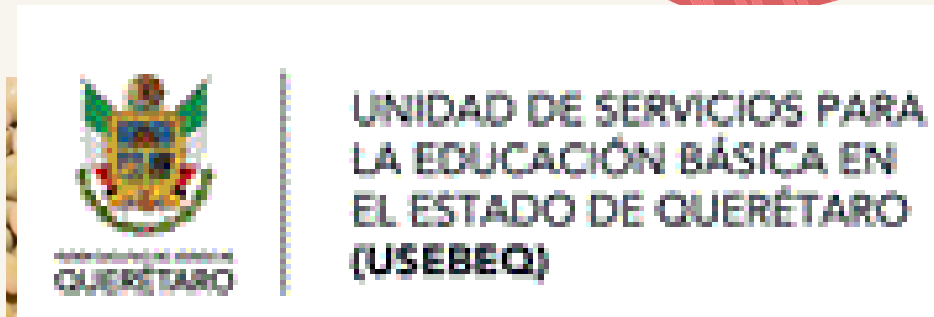 QUERÉTARO
UNIDAD DE SERVICIOS PARA
LA EDUCACIÓN BÁSICA EN
EL ESTADO DE QUERÉTARO
(USEBEQ)